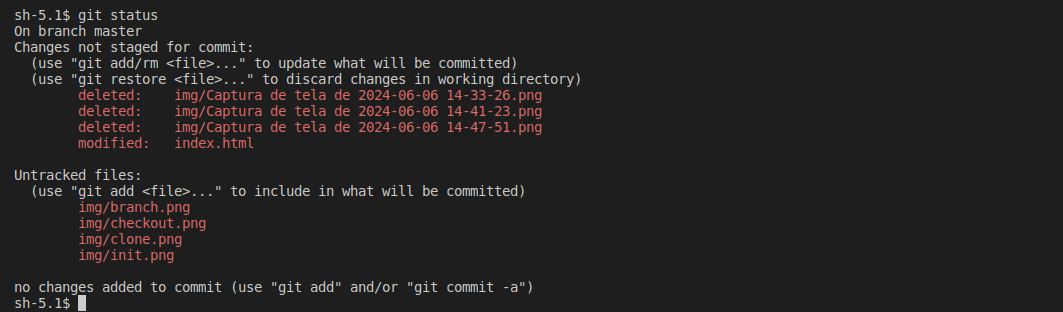 sh-5.1$ git status
On branch master
Changes not staged for commit:
  (use "git add/rm <file>..." to update what will be committed)
  (use "git restore <file>..." to discard changes in working directory)
        deleted:    img/Captura de tela de 2024-06-06 14-33-26.png
        deleted:    img/Captura de tela de 2024-06-06 14-41-23.png
        deleted:    img/Captura de tela de 2024-06-06 14-47-51.png
        modified:   index.html

Untracked files:
  (use "git add <file>..." to include in what will be committed)
        img/branch.png
        img/checkout.png
        img/clone.png
        img/init.png

no changes added to commit (use "git add" and/or "git commit -a")
sh-5.1$